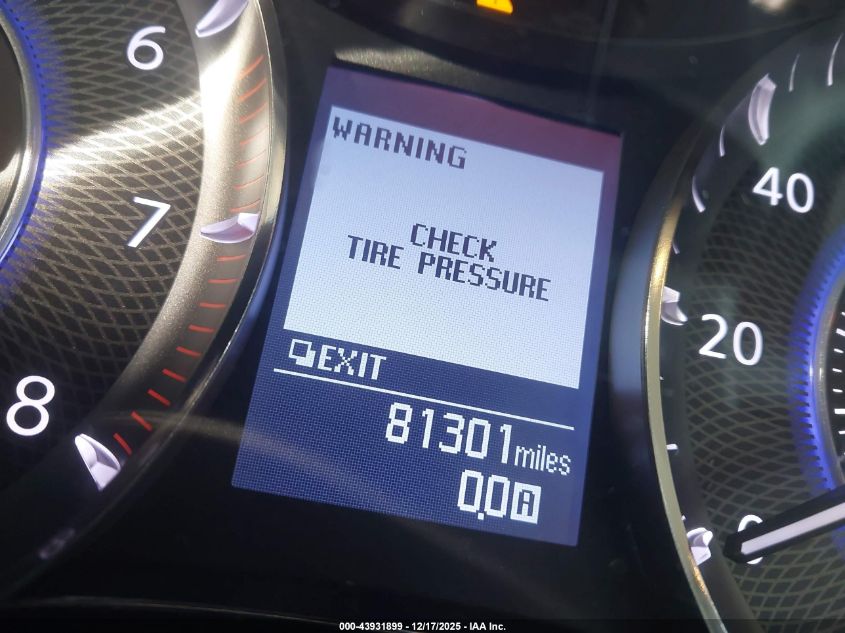 6
7
8
WARNING
CHECK
TIRE PRESSURE
EXIT
81301 miles
0.0 A
40
20
0
000-43931899 - 12/17/2025 - IAA Inc.